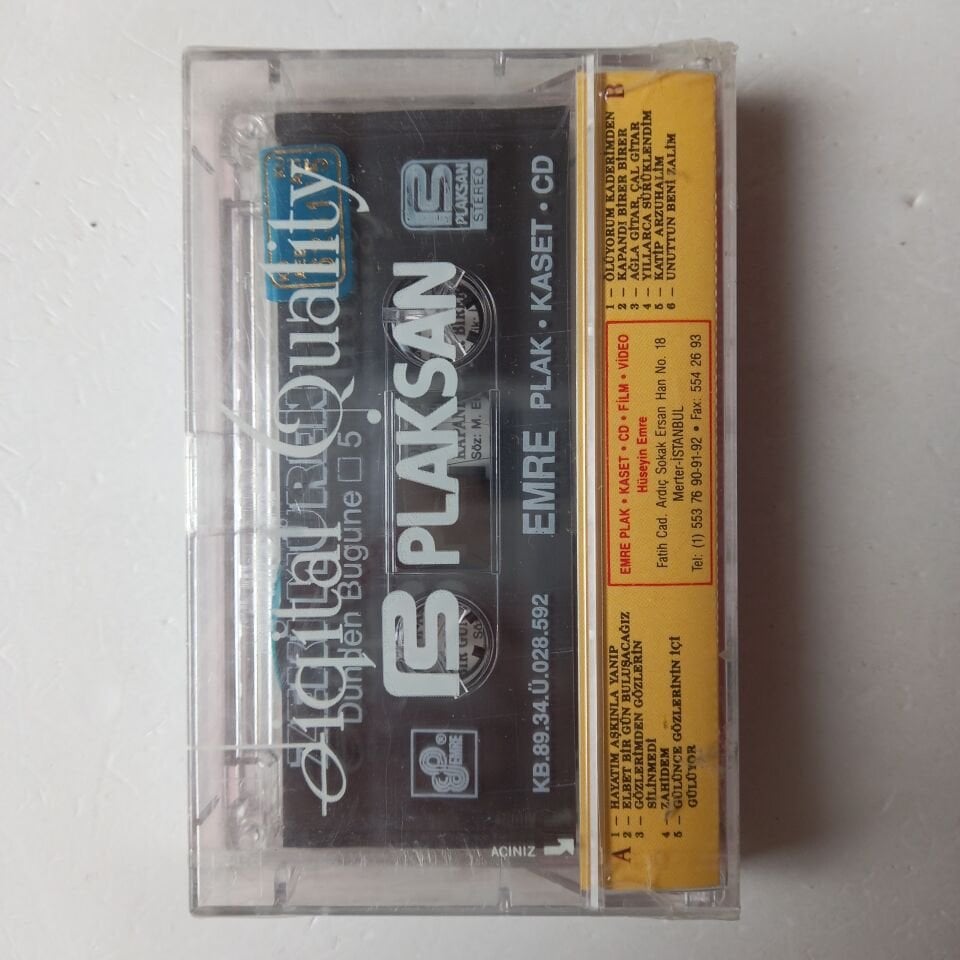 Digital Quality
Dünden Bugüne 5
PLAKSAN
PLAKSAN
STEREO
EMRE
KB.89.34.Ü.028.592 EMRE PLAK • KASET • CD
AÇINIZ
A
1 — HAYATIM AŞKINLA YANIP
2 — ELBET BİR GÜN BULUŞACAĞIZ
3 — GÖZLERİMDEN GÖZLERİN
SİLİNMEDİ
4 — ZAHİDEM
5 — GÜLÜNCE GÖZLERİNİN İÇİ
GÜLÜYOR
EMRE PLAK • KASET • CD • FİLM • VİDEO
Hüseyin Emre
Fatih Cad. Ardıç Sokak Ersan Han No. 18
Merter-İSTANBUL
Tel: (1) 553 76 90-91-92 • Fax: 554 26 93
B
1 — ÖLÜYORUM KADERİMDEN
2 — KAPANDI BİRER BİRER
3 — AĞLA GİTAR, ÇAL GİTAR
4 — YILLARCA SÜRÜKLENDİM
5 — KATİP ARZUHALİM
6 — UNUTTUN BENİ ZALİM